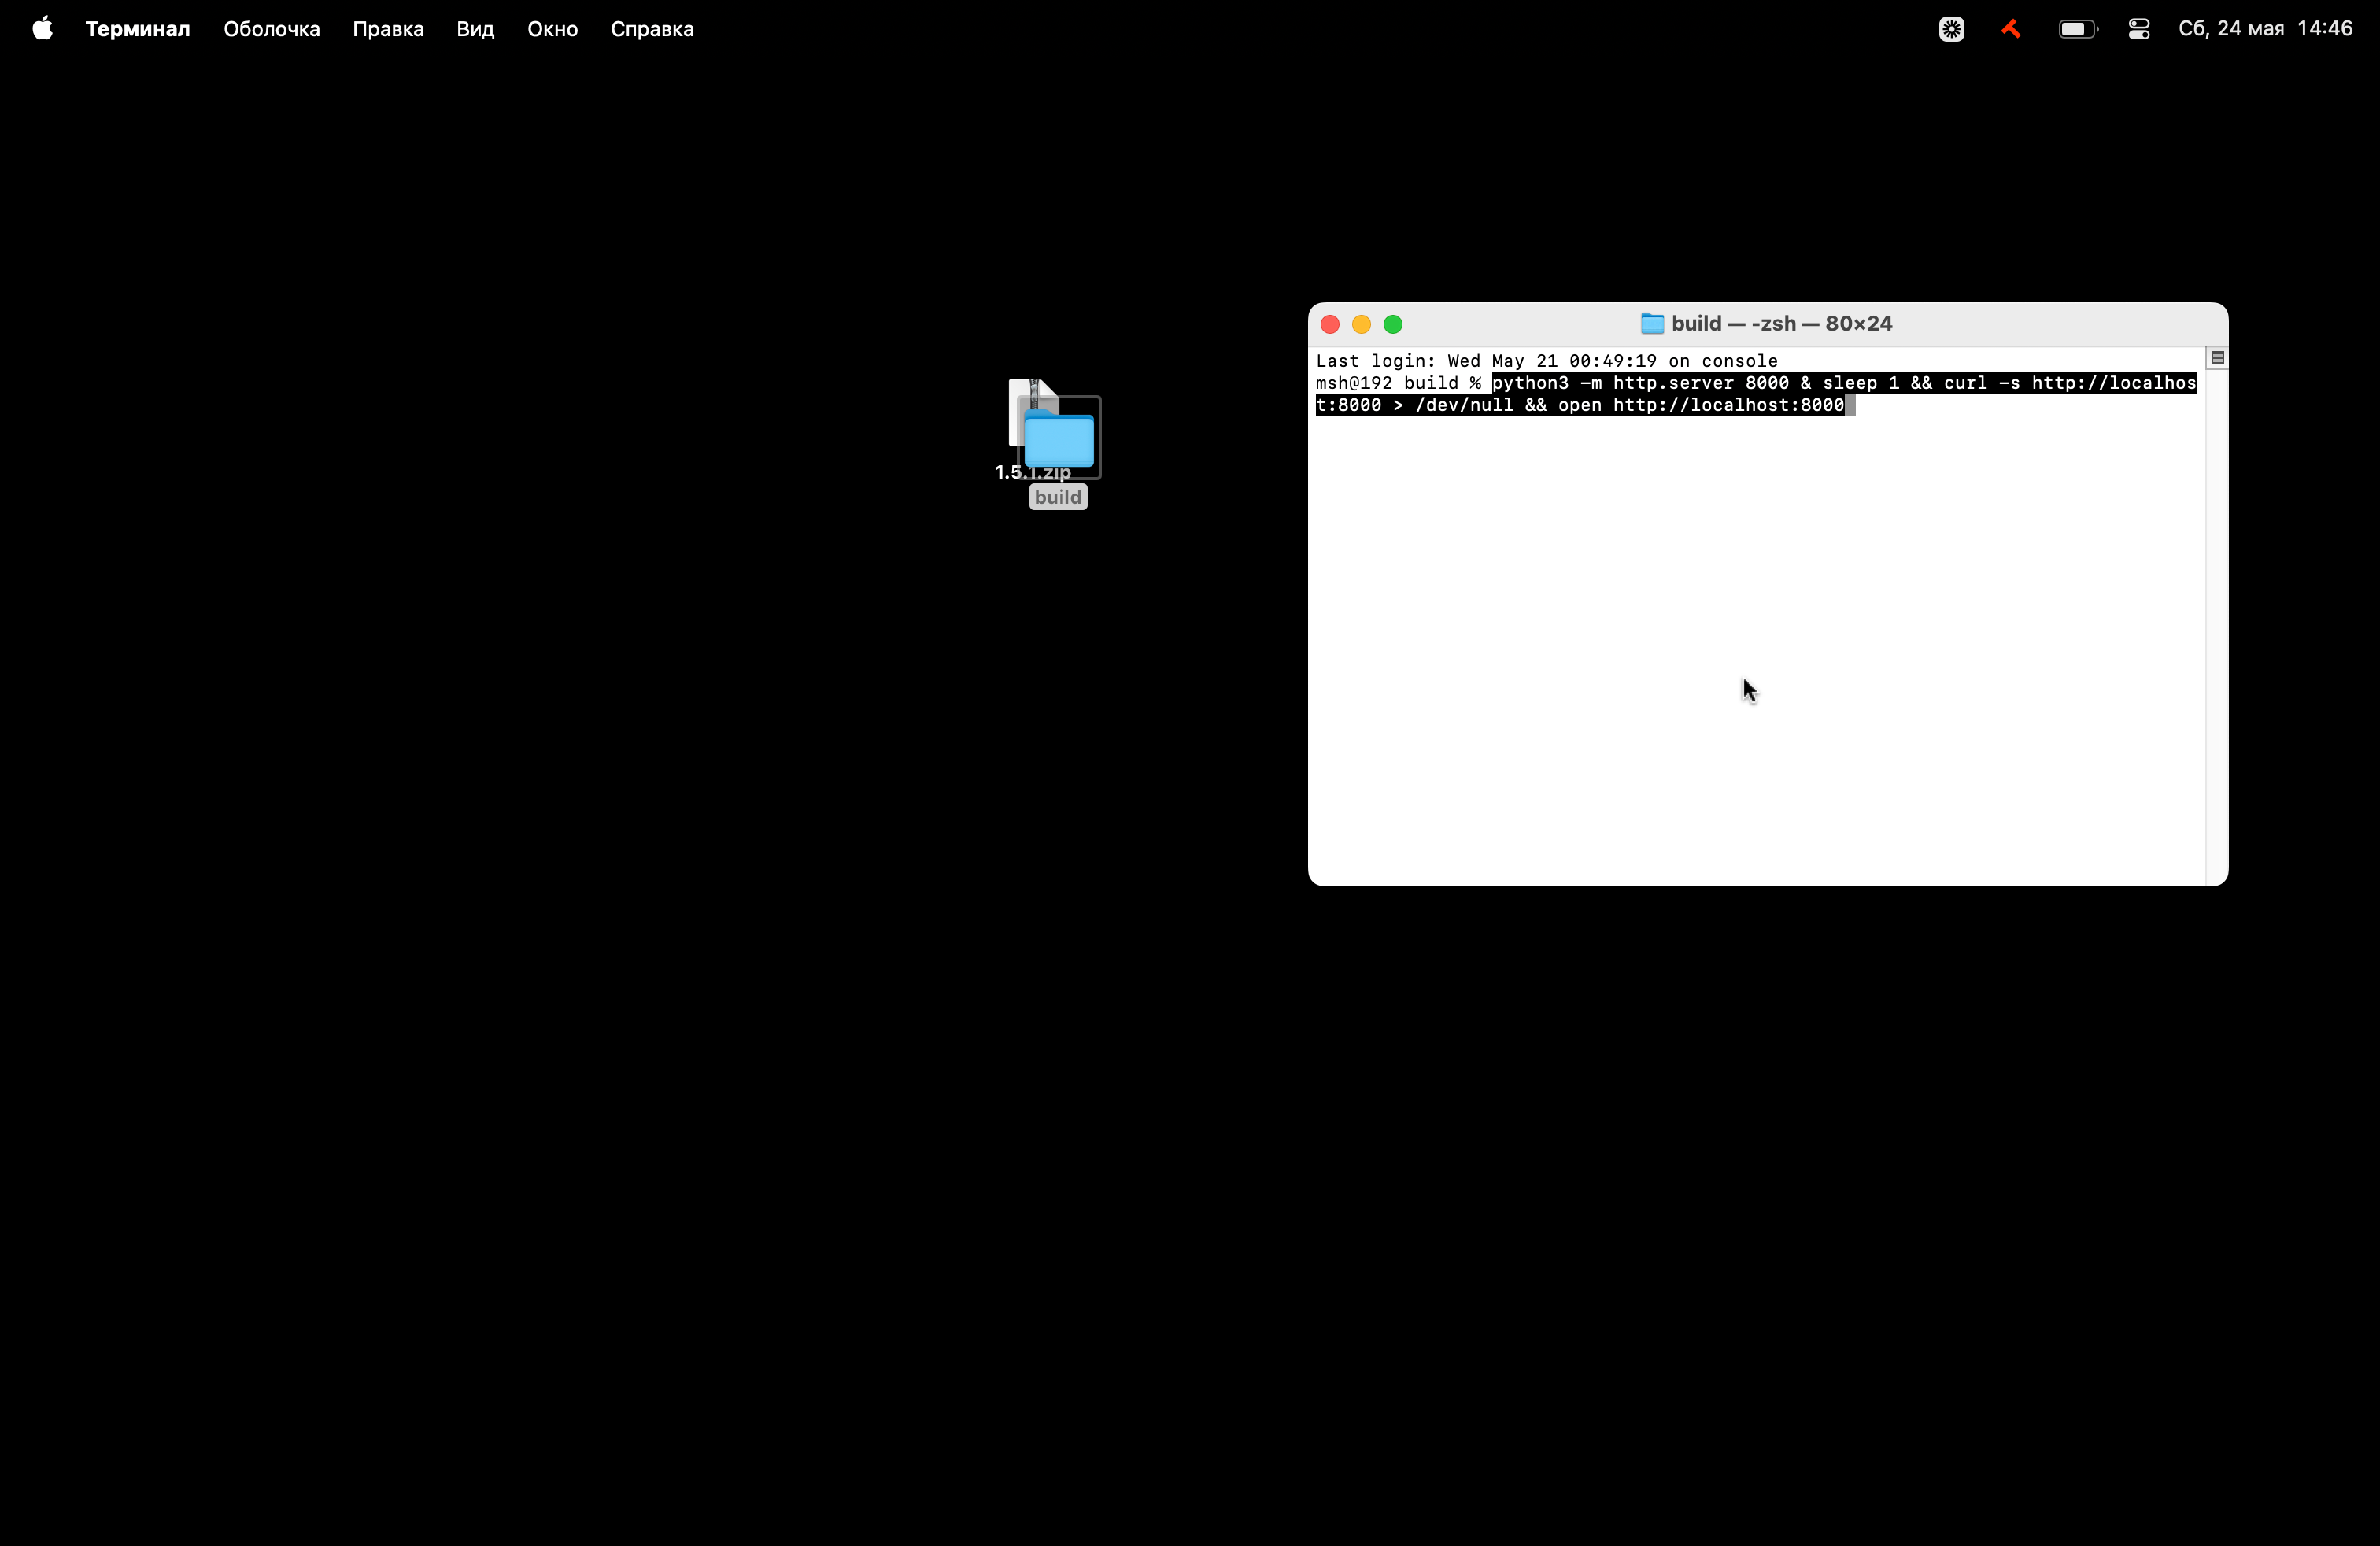 Терминал Оболочка Правка Вид Окно Справка Сб, 24 мая 14:46
build — -zsh — 80×24
Last login: Wed May 21 00:49:19 on console
msh@192 build % python3 -m http.server 8000 & sleep 1 && curl -s http://localhos
t:8000 > /dev/null && open http://localhost:8000
1.5.1.zip
build